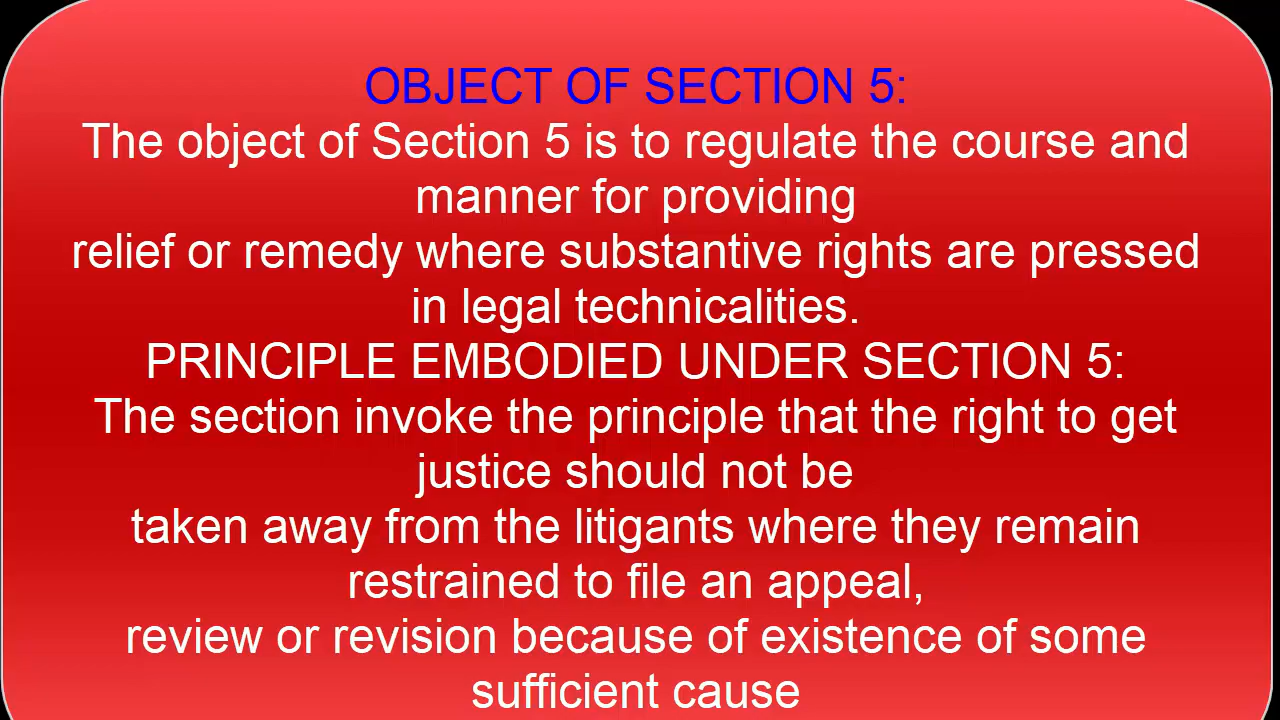 OBJECT OF SECTION 5:
The object of Section 5 is to regulate the course and
manner for providing
relief or remedy where substantive rights are pressed
in legal technicalities.
PRINCIPLE EMBODIED UNDER SECTION 5:
The section invoke the principle that the right to get
justice should not be
taken away from the litigants where they remain
restrained to file an appeal,
review or revision because of existence of some
sufficient cause